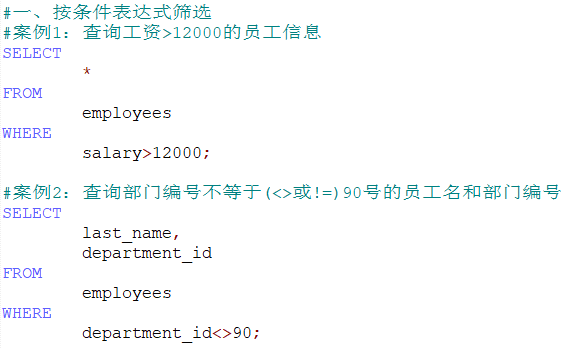 #一、按条件表达式筛选
#案例1：查询工资>12000的员工信息
SELECT
*
FROM
employees
WHERE
salary>12000;
#案例2：查询部门编号不等于(<>或!=)90号的员工名和部门编号
SELECT
last_name,
department_id
FROM
employees
WHERE
department_id<>90;